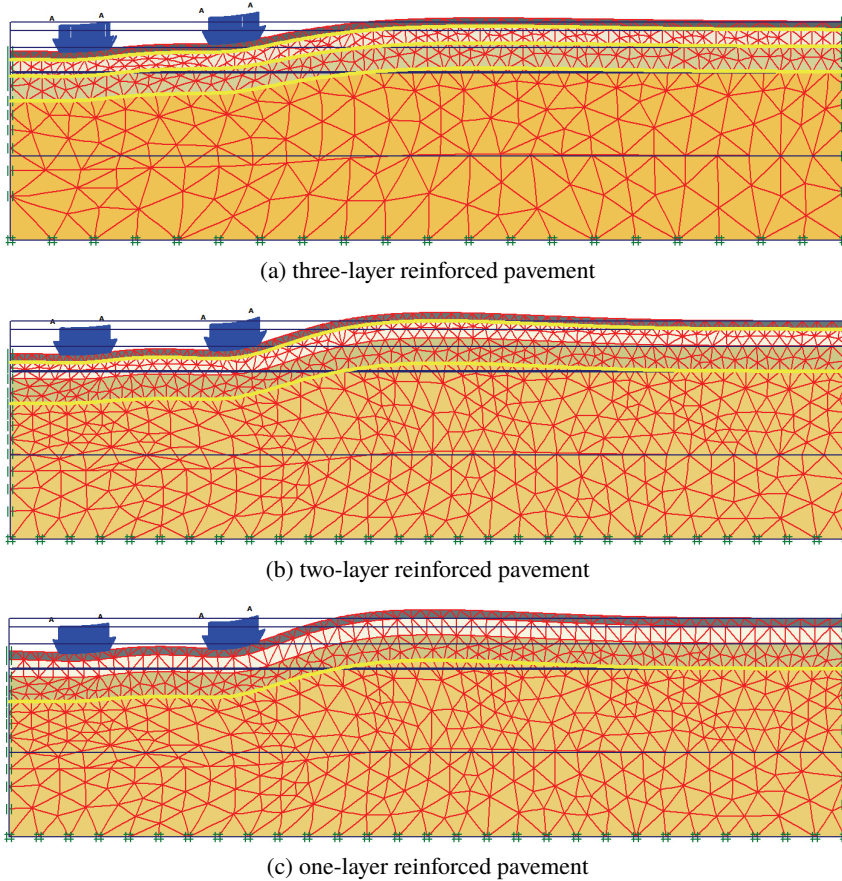 A A A A
(a) three-layer reinforced pavement
A A A A
(b) two-layer reinforced pavement
A A A A
(c) one-layer reinforced pavement